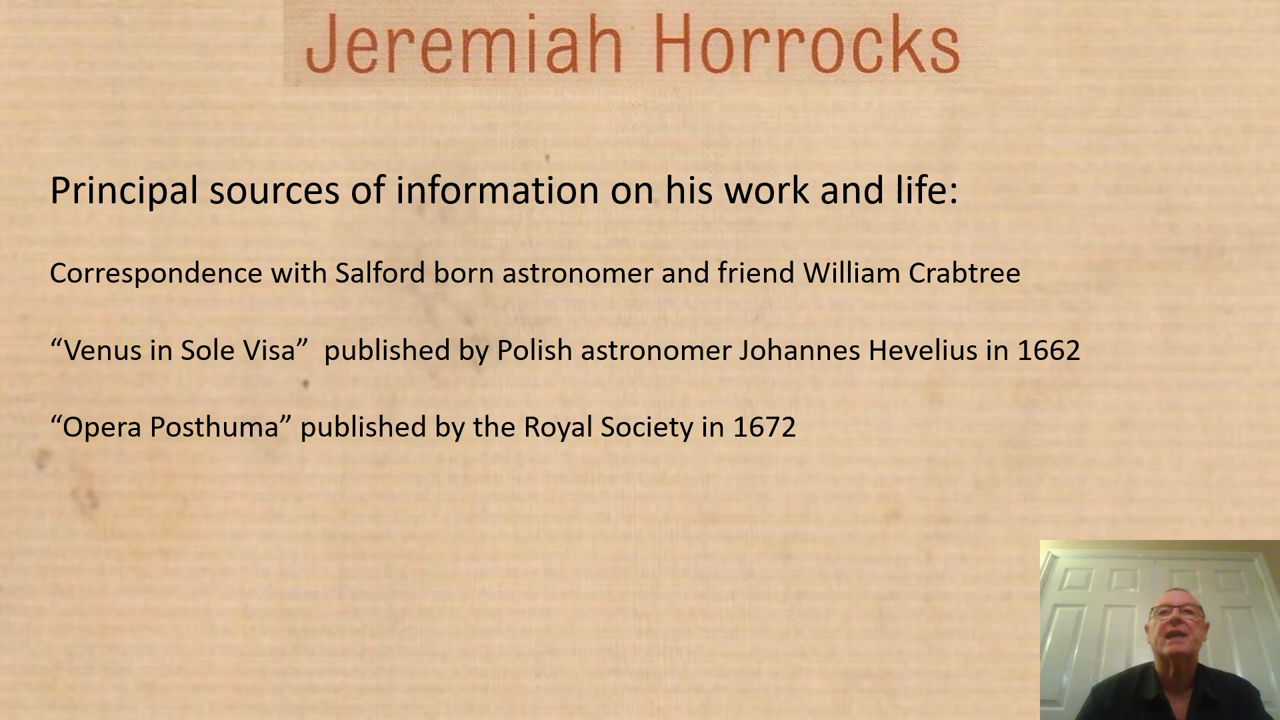 Jeremiah Horrocks
Principal sources of information on his work and life:
Correspondence with Salford born astronomer and friend William Crabtree
“Venus in Sole Visa”  published by Polish astronomer Johannes Hevelius in 1662
“Opera Posthuma” published by the Royal Society in 1672